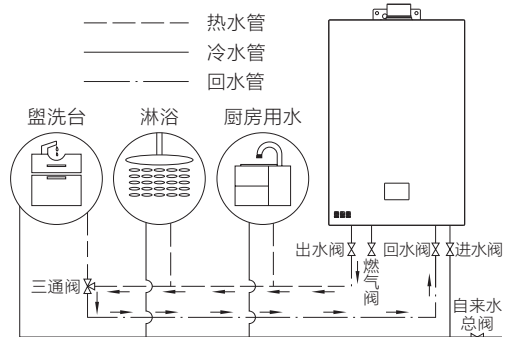 热水管
冷水管
回水管
盥洗台
淋浴
厨房用水
出水阀
燃气阀
回水阀
进水阀
三通阀
自来水
总阀